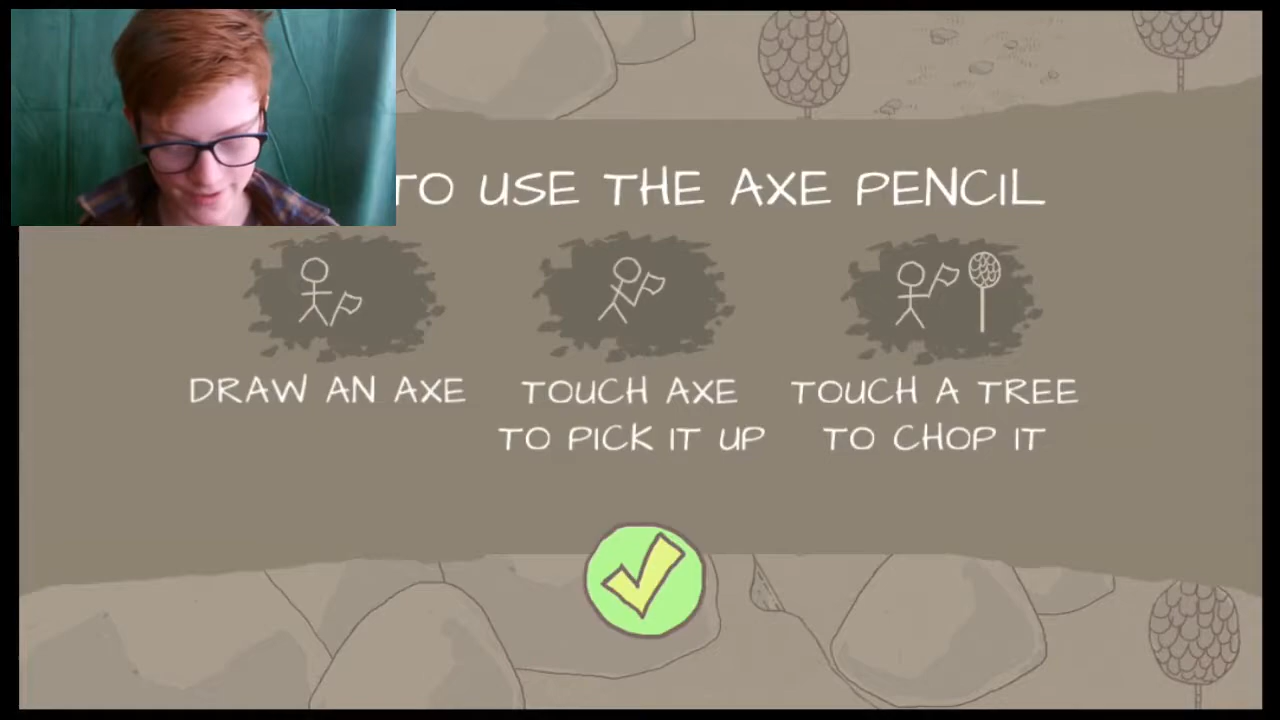 TO USE THE AXE PENCIL
DRAW AN AXE
TOUCH AXE
TO PICK IT UP
TOUCH A TREE
TO CHOP IT